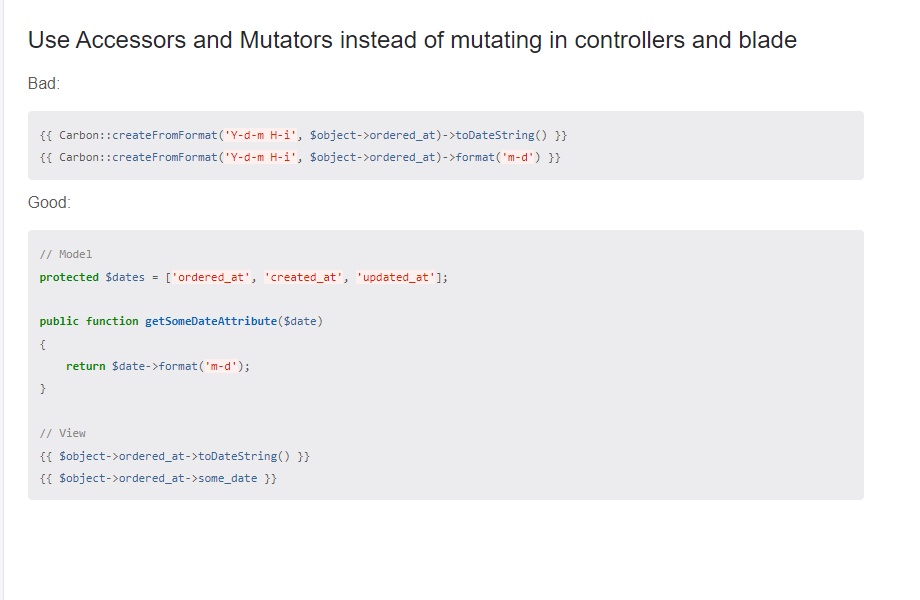 Use Accessors and Mutators instead of mutating in controllers and blade
Bad:
{{ Carbon::createFromFormat('Y-d-m H-i', $object->ordered_at)->toDateString() }}
{{ Carbon::createFromFormat('Y-d-m H-i', $object->ordered_at)->format('m-d') }}
Good:
// Model
protected $dates = ['ordered_at', 'created_at', 'updated_at'];
public function getSomeDateAttribute($date)
{
    return $date->format('m-d');
}
// View
{{ $object->ordered_at->toDateString() }}
{{ $object->ordered_at->some_date }}